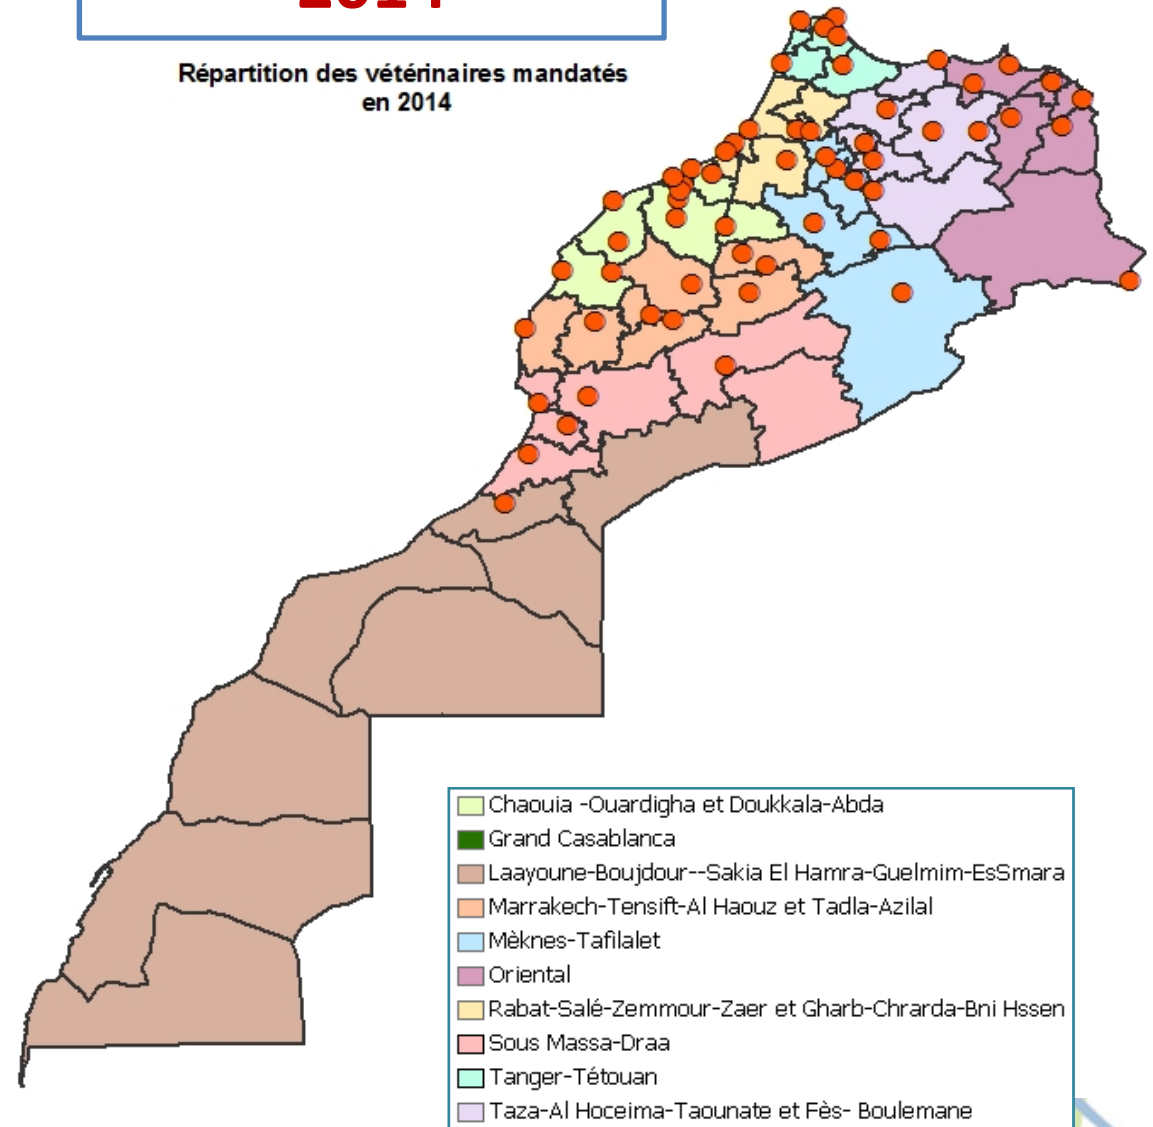 2014
Répartition des vétérinaires mandatés
en 2014
Chaouia -Ouardigha et Doukkala-Abda
Grand Casablanca
Laayoune-Boujdour--Sakia El Hamra-Guelmim-EsSmara
Marrakech-Tensift-Al Haouz et Tadla-Azilal
Mèknes-Tafilalet
Oriental
Rabat-Salé-Zemmour-Zaer et Gharb-Chrarda-Bni Hssen
Sous Massa-Draa
Tanger-Tétouan
Taza-Al Hoceima-Taounate et Fès- Boulemane